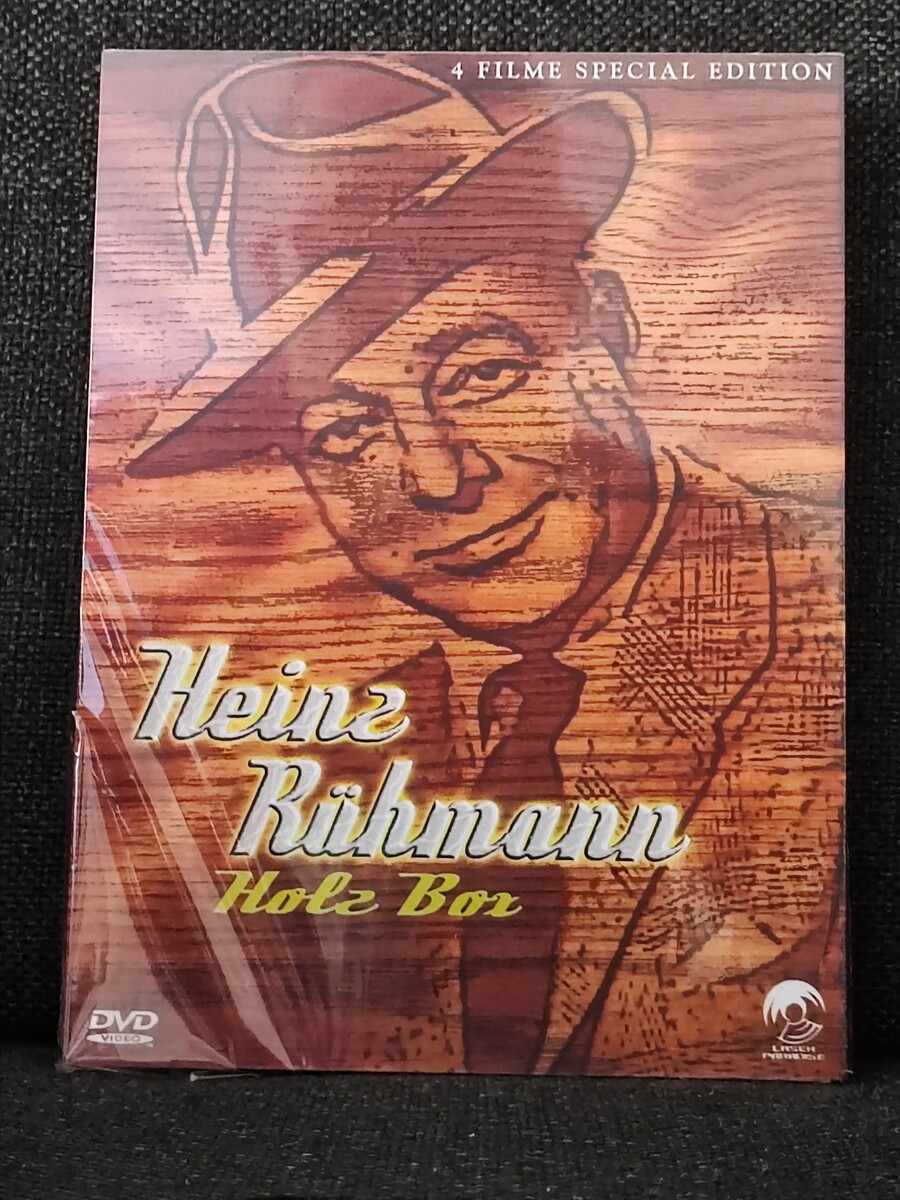 4 FILME SPECIAL EDITION
Heinz
Rühmann
Holz Box
DVD
VIDEO
LASER
PARADISE